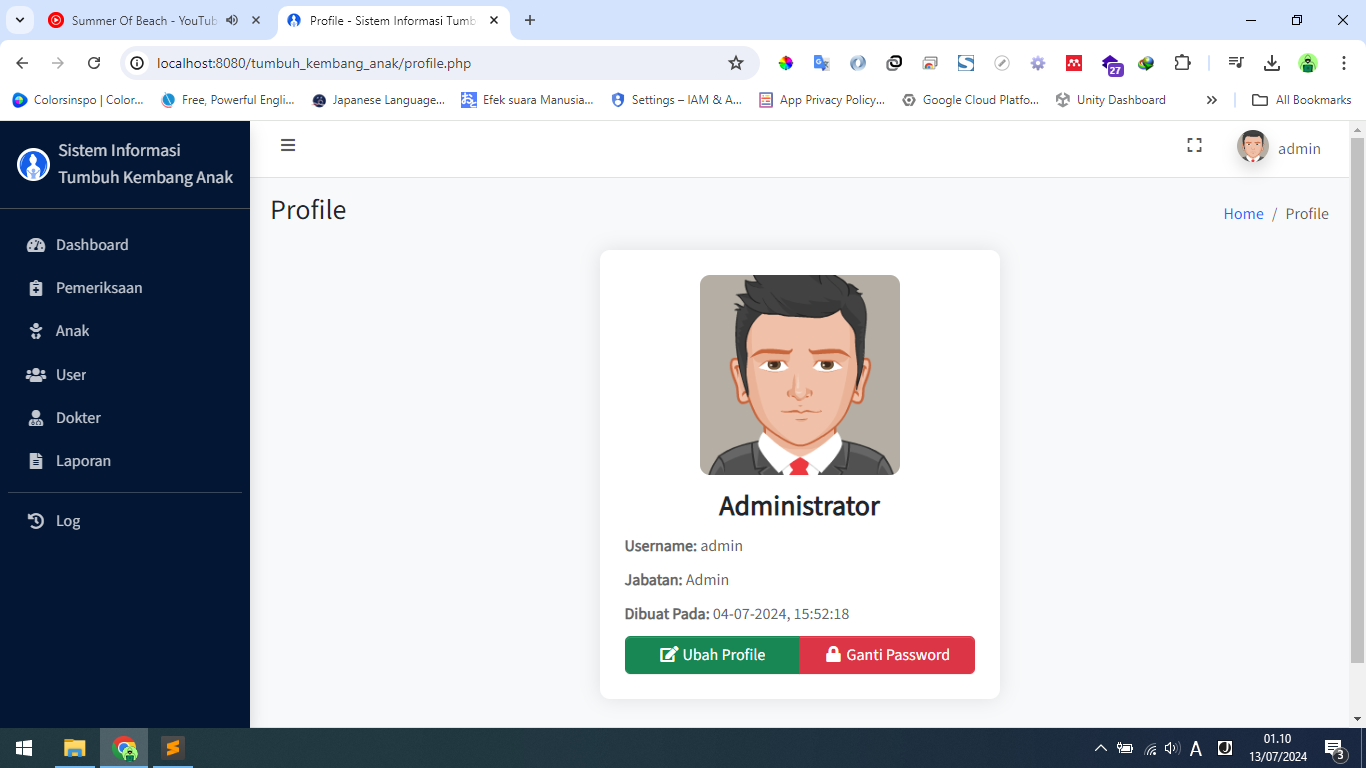 Summer Of Beach - YouTub
Profile - Sistem Informasi Tumb
localhost:8080/tumbuh_kembang_anak/profile.php
27
Colorsinspo | Color...
Free, Powerful Engli...
Japanese Language...
Efek suara Manusia...
Settings – IAM & A...
App Privacy Policy...
Google Cloud Platfo...
Unity Dashboard
All Bookmarks
Sistem Informasi
Tumbuh Kembang Anak
admin
Profile
Home / Profile
Dashboard
Pemeriksaan
Anak
User
Dokter
Laporan
Log
Administrator
Username: admin
Jabatan: Admin
Dibuat Pada: 04-07-2024, 15:52:18
Ubah Profile
Ganti Password
A
01.10
13/07/2024
3